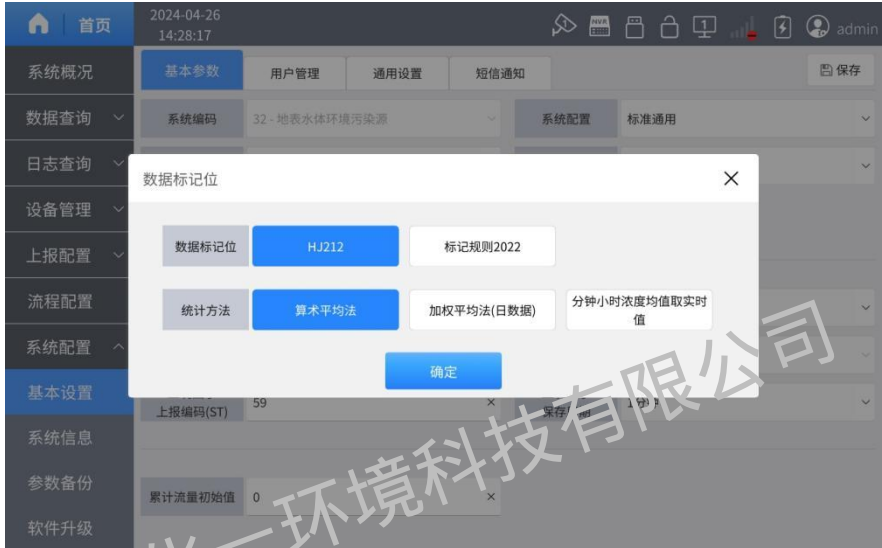 首页
2024-04-26
14:28:17
NVR
1
admin
系统概况
数据查询
日志查询
设备管理
上报配置
流程配置
系统配置
基本设置
系统信息
参数备份
软件升级
基本参数
用户管理
通用设置
短信通知
保存
系统编码
32 - 地表水体环境污染源
系统配置
标准通用
数据标记位
数据标记位
HJ212
标记规则2022
统计方法
算术平均法
加权平均法(日数据)
分钟小时浓度均值取实时
值
确定
上报编码(ST)
59
1分钟
累计流量初始值
0
一环境科技有限公司